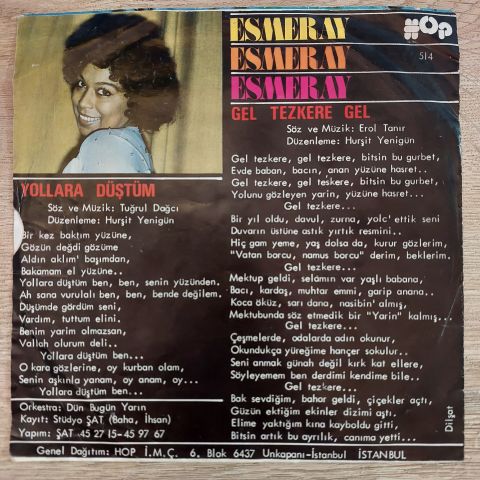 ESMERAY
ESMERAY
ESMERAY
HOP
514
GEL TEZKERE GEL
Söz ve Müzik: Erol Tanır
Düzenleme: Hurşit Yenigün
Gel tezkere, gel tezkere, bitsin bu gurbet,
Evde baban, bacın, anan yüzüne hasret..
Gel tezkere, gel teskere, bitsin bu gurbet,
Yolunu gözleyen yarin, yüzüne hasret...
Gel tezkere...
Bir yıl oldu, davul, zurna, yolc' ettik seni
Duvarın üstüne astık yırtık resmini..
Hiç gam yeme, yaş dolsa da, kurur gözlerim,
"Vatan borcu, namus borcu" derim, beklerim.
Gel tezkere...
Mektup geldi, selâmın var yaşlı babana,
Bacı, kardaş, muhtar emmi, garip anana..
Koca öküz, sarı dana, nasibin' almış,
Mektubunda söz etmedik bir "Yarin" kalmış...
Gel tezkere...
Çeşmelerde, odalarda adın okunur,
Okundukça yüreğime hançer sokulur..
Seni anmak günah değil kırk kat ellere,
Söyleyemem ben derdimi kendime bile..
Gel tezkere...
Bak sevdiğim, bahar geldi, çiçekler açtı,
Güzün ektiğim ekinler dizimi aştı.
Elime yaktığım kına kayboldu gitti,
Bitsin artık bu ayrılık, canıma yetti...
YOLLARA DÜŞTÜM
Söz ve Müzik: Tuğrul Dağcı
Düzenleme: Hurşit Yenigün
Bir kez baktım yüzüne,
Gözün değdi gözüme
Aldın aklım' başımdan,
Bakamam el yüzüne..
Yollara düştüm ben, ben, senin yüzünden.
Ah sana vurulalı ben, ben, bende değilem.
Düşümde gördüm seni,
Vardım, tuttum elini.
Benim yarim olmazsan,
Valloh olurum deli..
Yollara düştüm ben...
O kara gözlerine, oy kurban olam,
Senin aşkınla yanam, oy anam, oy...
Yollara düştüm ben...
Orkestra: Dün Bugün Yarın
Kayıt: Stüdyo ŞAT (Baha, İhsan)
Yapım: ŞAT 45 27 15-45 97 67
Dilşat
Genel Dağıtım: HOP İ.M.Ç. 6. Blok 6437 Unkapanı-İstanbul İSTANBUL